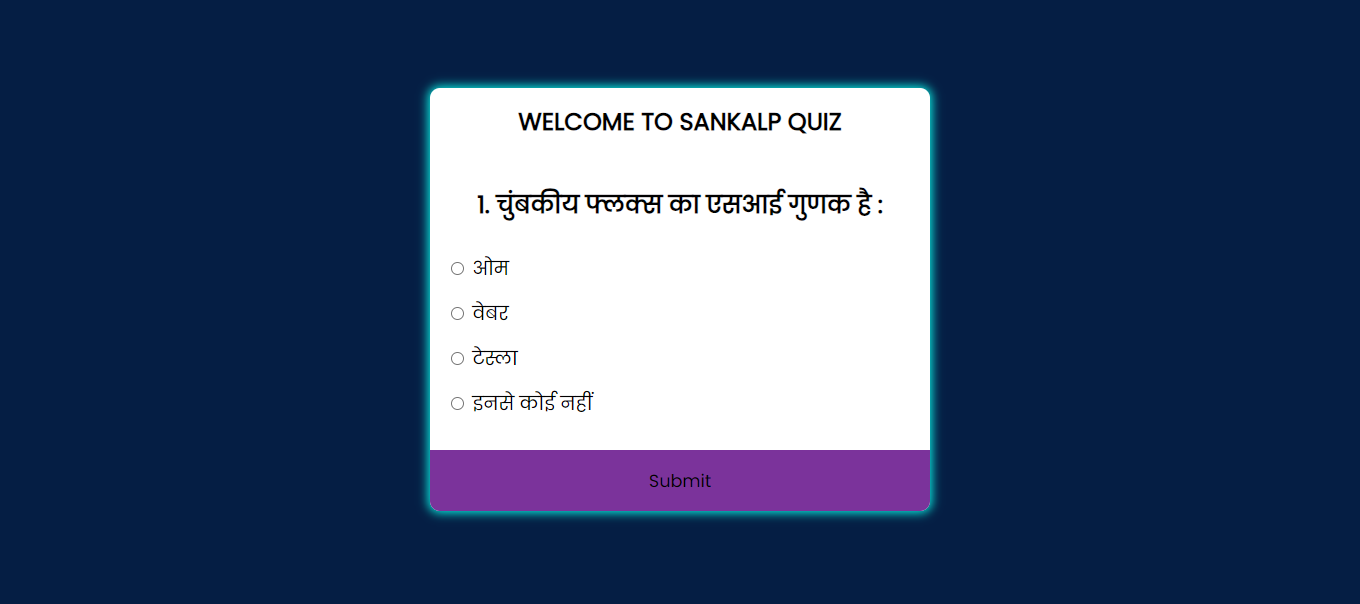 WELCOME TO SANKALP QUIZ
1. चुंबकीय फ्लक्स का एसआई गुणक है :
ओम
वेबर
टेस्ला
इनसे कोई नहीं
Submit